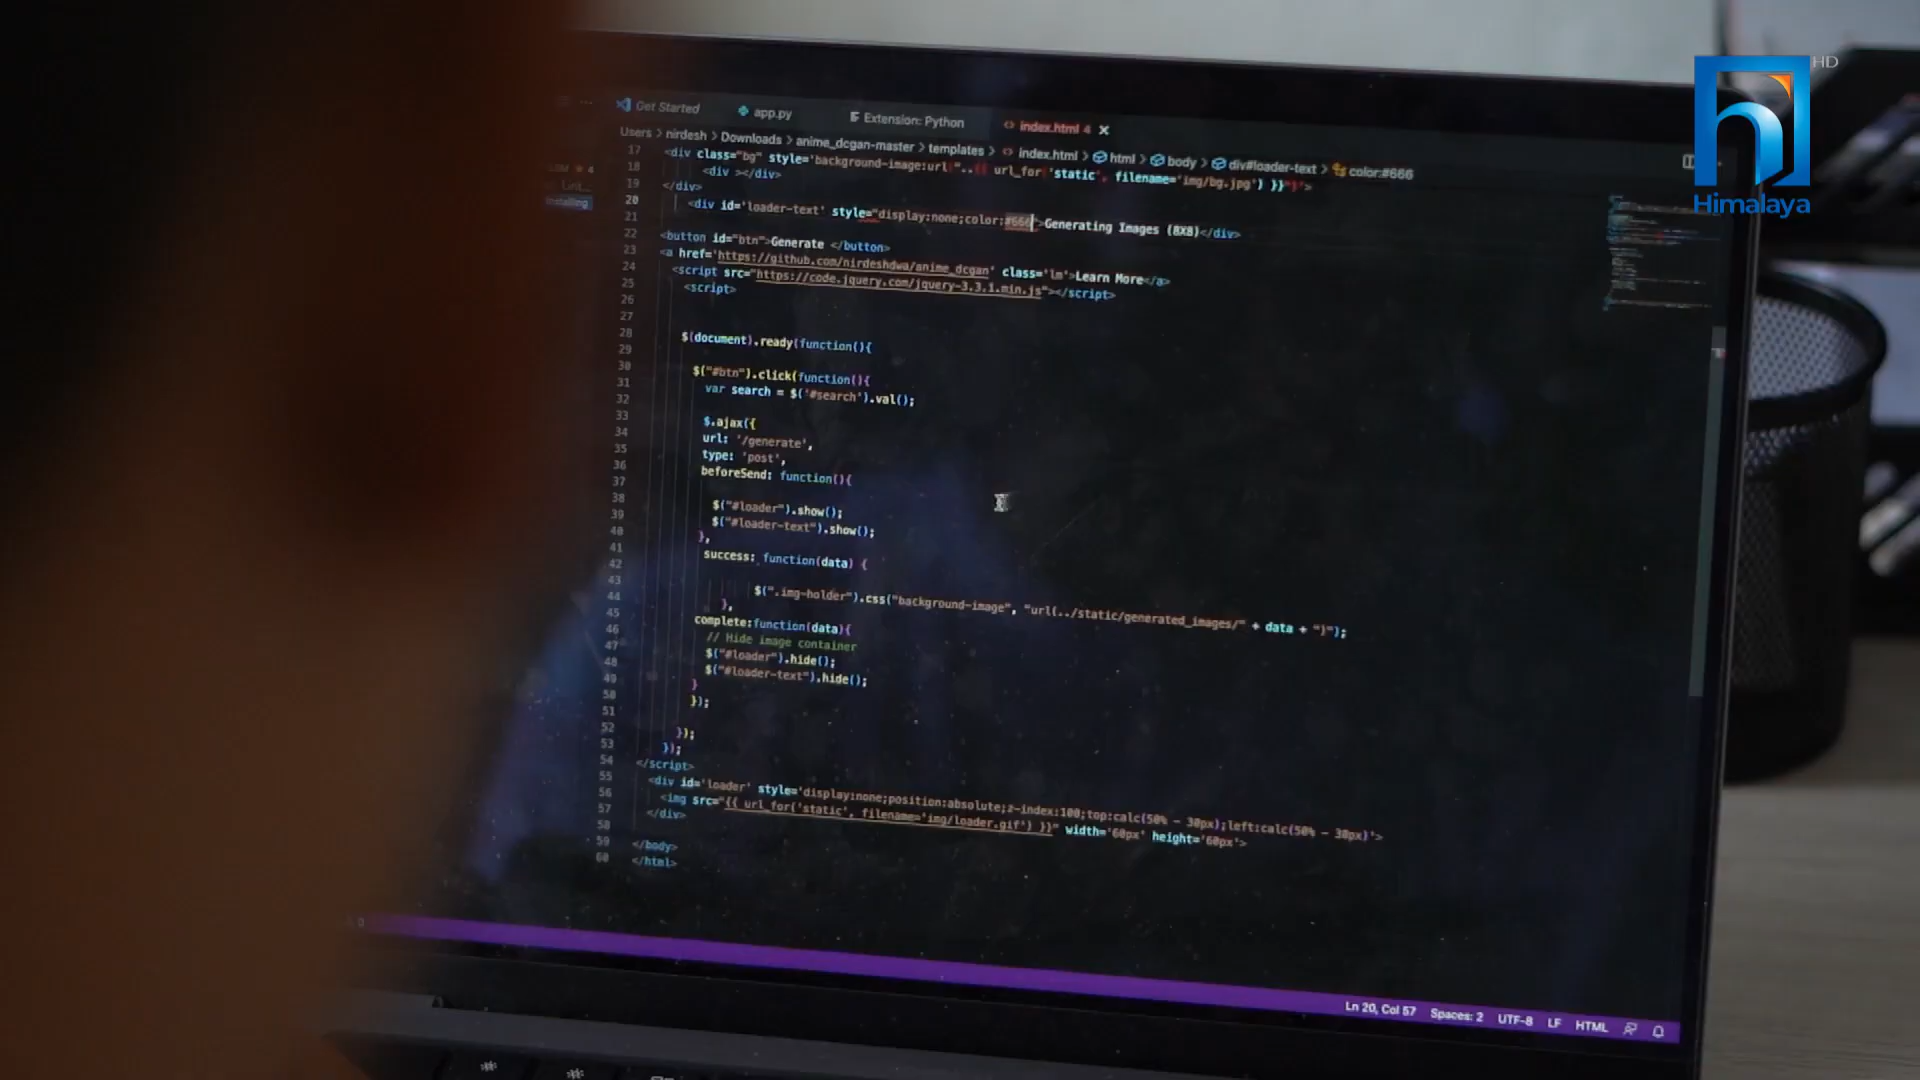 HD
Himalaya
Get Started app.py Extension: Python index.html 4
Users > nirdesh > Downloads > anime_dcgan-master > templates > index.html > html > body > div#loader-text > color:#666
17 <div class="bg" style='background-image:url("..{{ url_for('static', filename='img/bg.jpg') }}")'>
18 <div ></div>
19 </div>
20 <div id='loader-text' style="display:none;color:#666'>Generating Images (8X8)</div>
21
22 <button id="btn">Generate </button>
23 <a href='https://github.com/nirdeshdwa/anime_dcgan' class='lm'>Learn More</a>
24 <script src="https://code.jquery.com/jquery-3.3.1.min.js"></script>
25 <script>
26
27
28 $(document).ready(function(){
29
30 $("#btn").click(function(){
31 var search = $('#search').val();
32
33 $.ajax({
34 url: '/generate',
35 type: 'post',
36 beforeSend: function(){
37
38 $("#loader").show();
39 $("#loader-text").show();
40 },
41 success: function(data) {
42
43 $(".img-holder").css("background-image", "url(../static/generated_images/" + data + ")");
44 },
45 complete:function(data){
46 // Hide image container
47 $("#loader").hide();
48 $("#loader-text").hide();
49 }
50 });
51
52 });
53 });
54 </script>
55 <div id='loader' style='display:none;position:absolute;z-index:100;top:calc(50% - 30px);left:calc(50% - 30px)'>
56 <img src="{{ url_for('static', filename='img/loader.gif') }}" width='60px' height='60px'>
57 </div>
58
59 </body>
60 </html>
Ln 20, Col 57 Spaces: 2 UTF-8 LF HTML